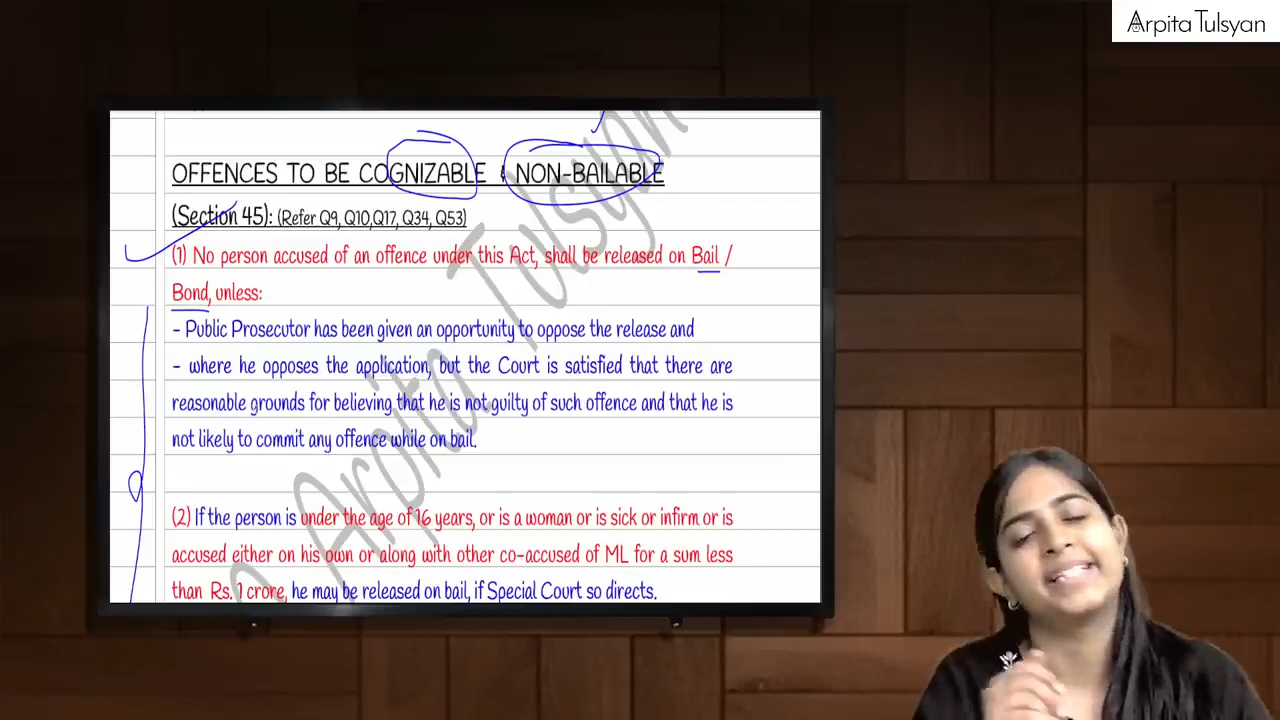 Arpita Tulsyan
OFFENCES TO BE COGNIZABLE & NON-BAILABLE
(Section 45): (Refer Q9, Q10,Q17, Q34, Q53)
(1) No person accused of an offence under this Act, shall be released on Bail /
Bond, unless:
- Public Prosecutor has been given an opportunity to oppose the release and
- where he opposes the application, but the Court is satisfied that there are
reasonable grounds for believing that he is not guilty of such offence and that he is
not likely to commit any offence while on bail.
(2) If the person is under the age of 16 years, or is a woman or is sick or infirm or is
accused either on his own or along with other co-accused of ML for a sum less
than Rs. 1 crore, he may be released on bail, if Special Court so directs.
Arpita Tulsyan